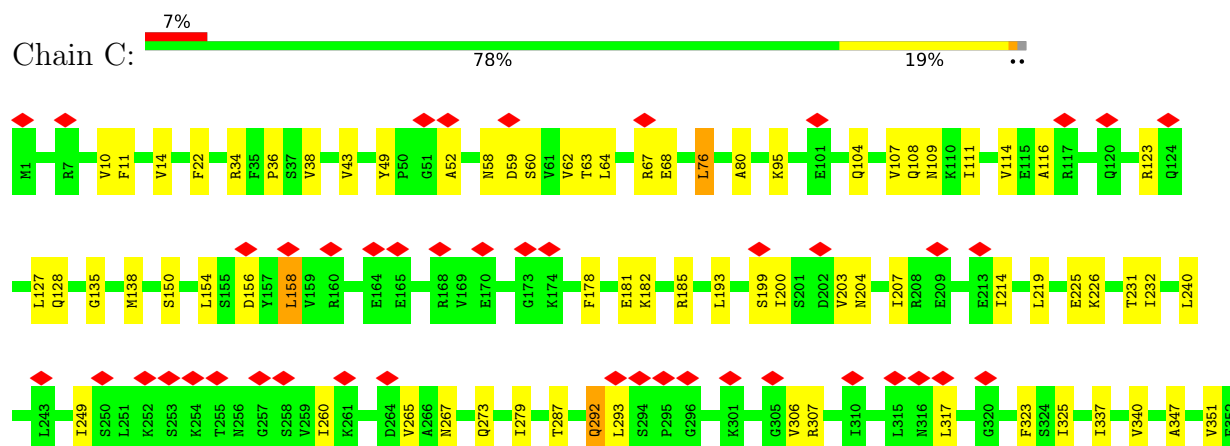 7%
Chain C:
78% 19% ••
M1 R7 V10 F11 V14 F22 R34 F35 P36 S37 V38 V43 Y49 P50 G51 A52 N58 D59 S60 V61 V62 T63 L64 R67 E68 L76 A80 K95 E101 Q104 V107 Q108 N109 K110 I111 V114 E115 A116 R117 Q120 R123 Q124
L127 Q128 G135 M138 S150 L154 S155 D156 Y157 L158 V159 R160 E164 E165 R168 V169 E170 G173 K174 F178 E181 K182 R185 L193 S199 I200 S201 D202 V203 N204 I207 R208 E209 E213 I214 L219 E225 K226 T231 I232 L240
L243 I249 S250 L251 K252 S253 K254 T255 N256 G257 S258 V259 I260 K261 D264 V265 A266 N267 Q273 I279 T287 Q292 L293 S294 P295 G296 K301 G305 V306 R307 I310 L315 N316 L317 G320 F323 S324 I325 I337 V340 A347 V351